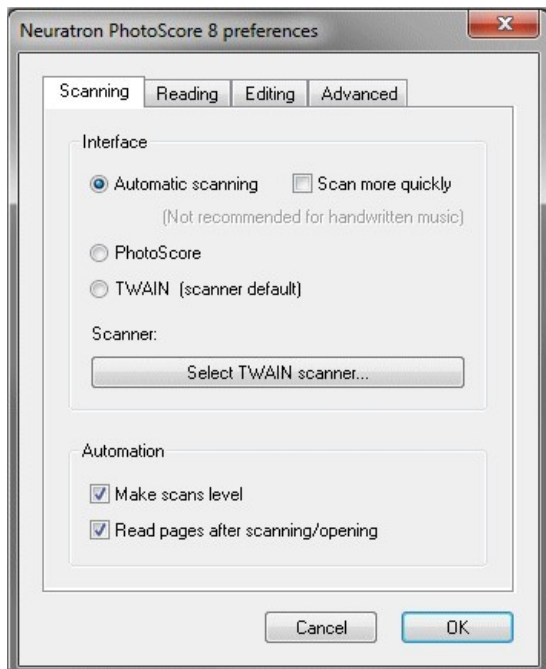 Neuratron PhotoScore 8 preferences
Scanning Reading Editing Advanced
Interface
Automatic scanning Scan more quickly
(Not recommended for handwritten music)
PhotoScore
TWAIN (scanner default)
Scanner:
Select TWAIN scanner...
Automation
Make scans level
Read pages after scanning/opening
Cancel OK